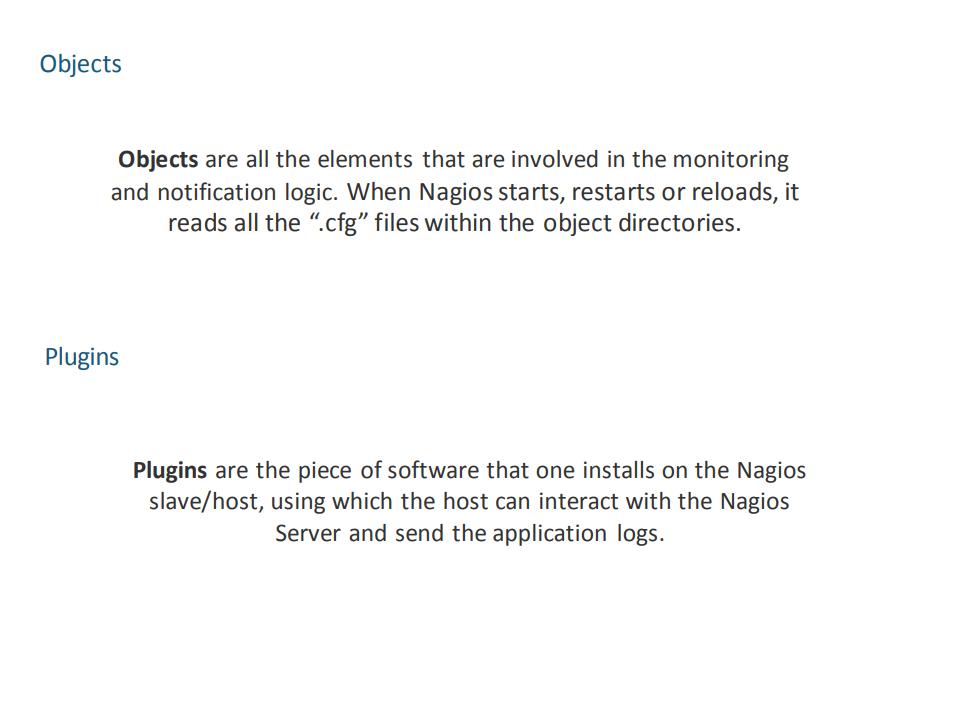 Objects
Objects are all the elements that are involved in the monitoring
and notification logic. When Nagios starts, restarts or reloads, it
reads all the “.cfg” files within the object directories.
Plugins
Plugins are the piece of software that one installs on the Nagios
slave/host, using which the host can interact with the Nagios
Server and send the application logs.